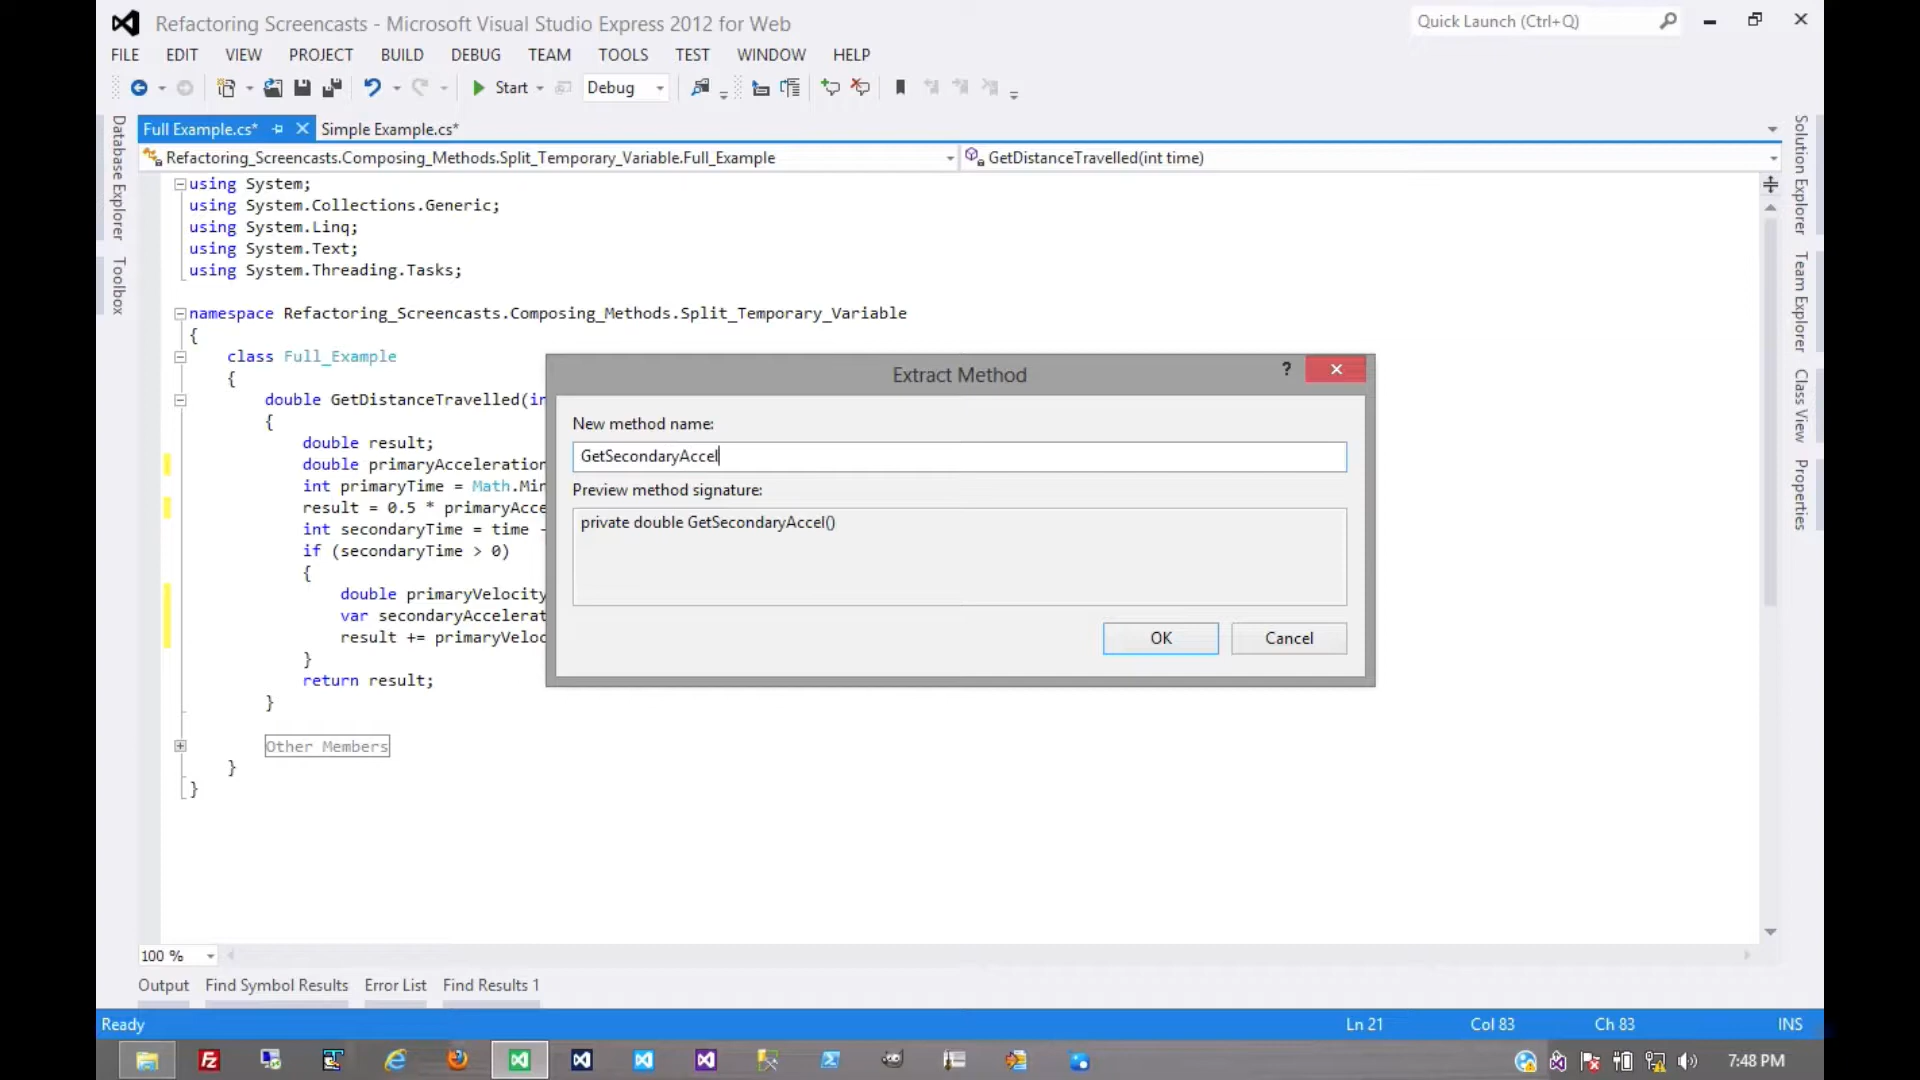 Refactoring Screencasts - Microsoft Visual Studio Express 2012 for Web
Quick Launch (Ctrl+Q)
FILE EDIT VIEW PROJECT BUILD DEBUG TEAM TOOLS TEST WINDOW HELP
Start Debug
Full Example.cs* Simple Example.cs*
Refactoring_Screencasts.Composing_Methods.Split_Temporary_Variable.Full_Example GetDistanceTravelled(int time)
Database Explorer
Toolbox
using System;
using System.Collections.Generic;
using System.Linq;
using System.Text;
using System.Threading.Tasks;
namespace Refactoring_Screencasts.Composing_Methods.Split_Temporary_Variable
{
class Full_Example
{
double GetDistanceTravelled(in
{
double result;
double primaryAcceleration
int primaryTime = Math.Min
result = 0.5 * primaryAcce
int secondaryTime = time -
if (secondaryTime > 0)
{
double primaryVelocity
var secondaryAccelerat
result += primaryVeloc
}
return result;
}
Other Members
}
}
Extract Method
?
New method name:
GetSecondaryAccel
Preview method signature:
private double GetSecondaryAccel()
OK Cancel
Solution Explorer
Team Explorer
Class View
Properties
100 %
Output Find Symbol Results Error List Find Results 1
Ready Ln 21 Col 83 Ch 83 INS
7:48 PM